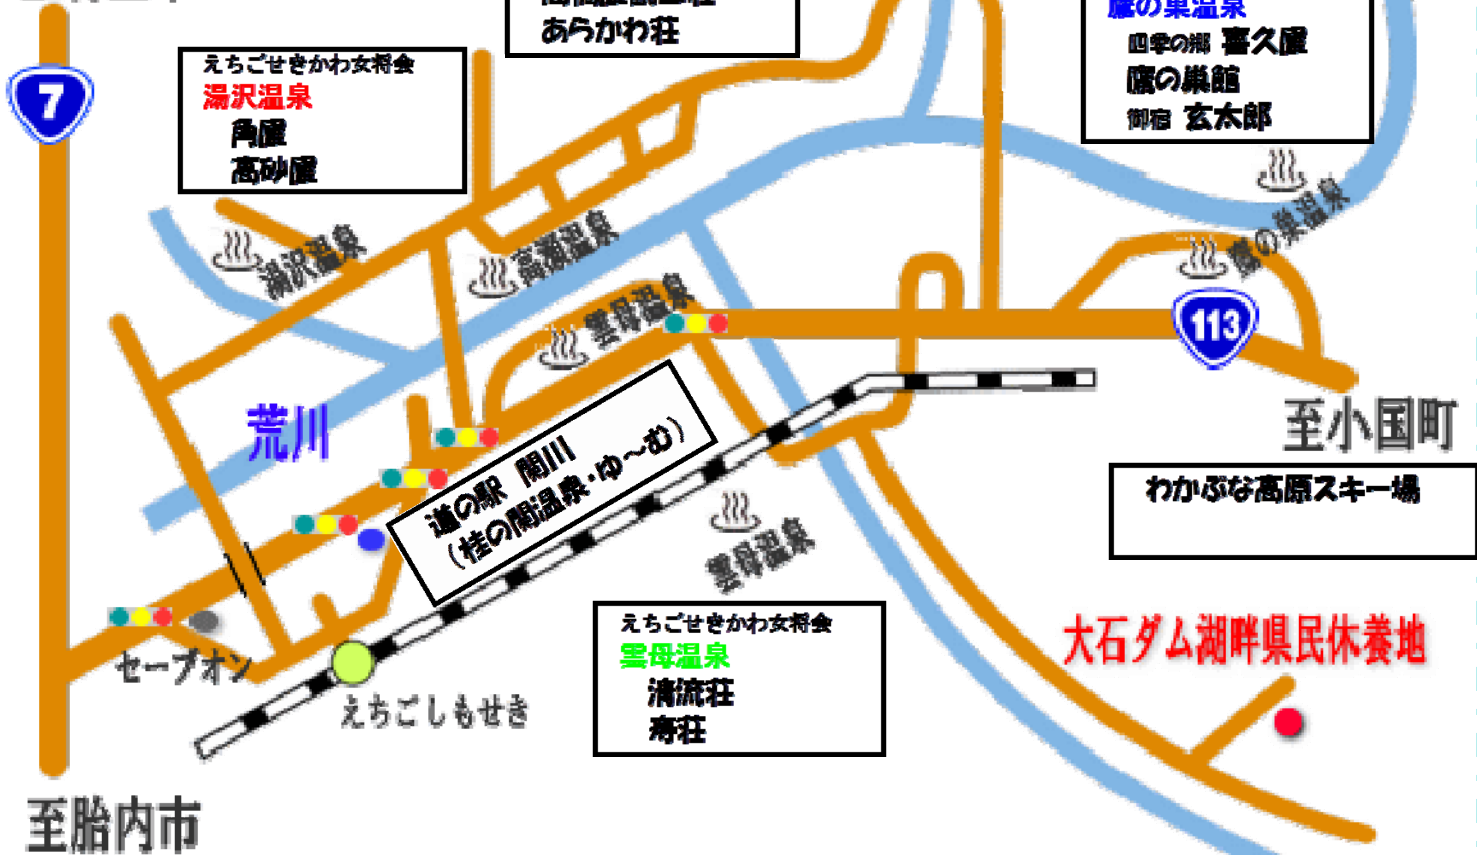 あらかわ荘
鷹の巣温泉
四季の郷 喜久屋
鷹の巣館
御宿 玄太郎
7
えちごせきかわ女将会
湯沢温泉
角屋
高砂屋
湯沢温泉
高瀬温泉
雲母温泉
鷹の巣温泉
113
至小国町
荒川
道の駅 関川
(桂の関温泉・ゆ～む)
わかぶな高原スキー場
雲母温泉
えちごせきかわ女将会
雲母温泉
清流荘
寿荘
大石ダム湖畔県民休養地
セーブオン
えちごしもせき
至胎内市